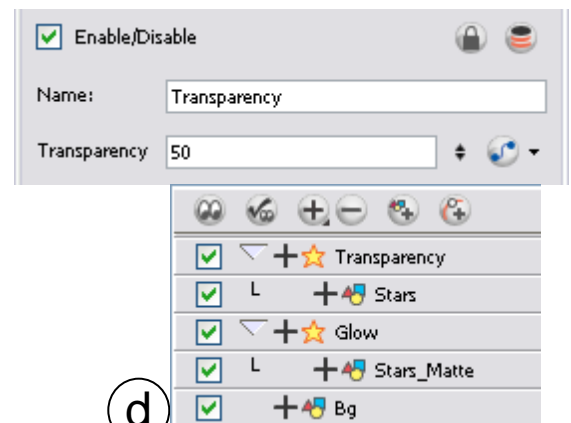 Enable/Disable
Name: Transparency
Transparency 50
Transparency
L Stars
Glow
L Stars_Matte
d Bg